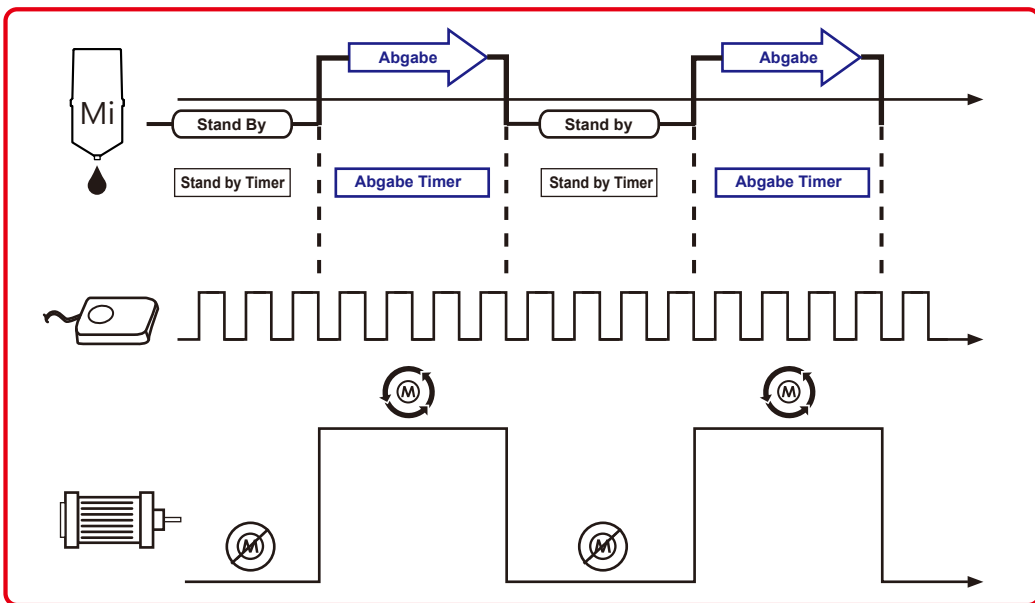 Abgabe
Abgabe
Mi
Stand By
Stand by
Stand by Timer
Abgabe Timer
Stand by Timer
Abgabe Timer
M
M
M
M